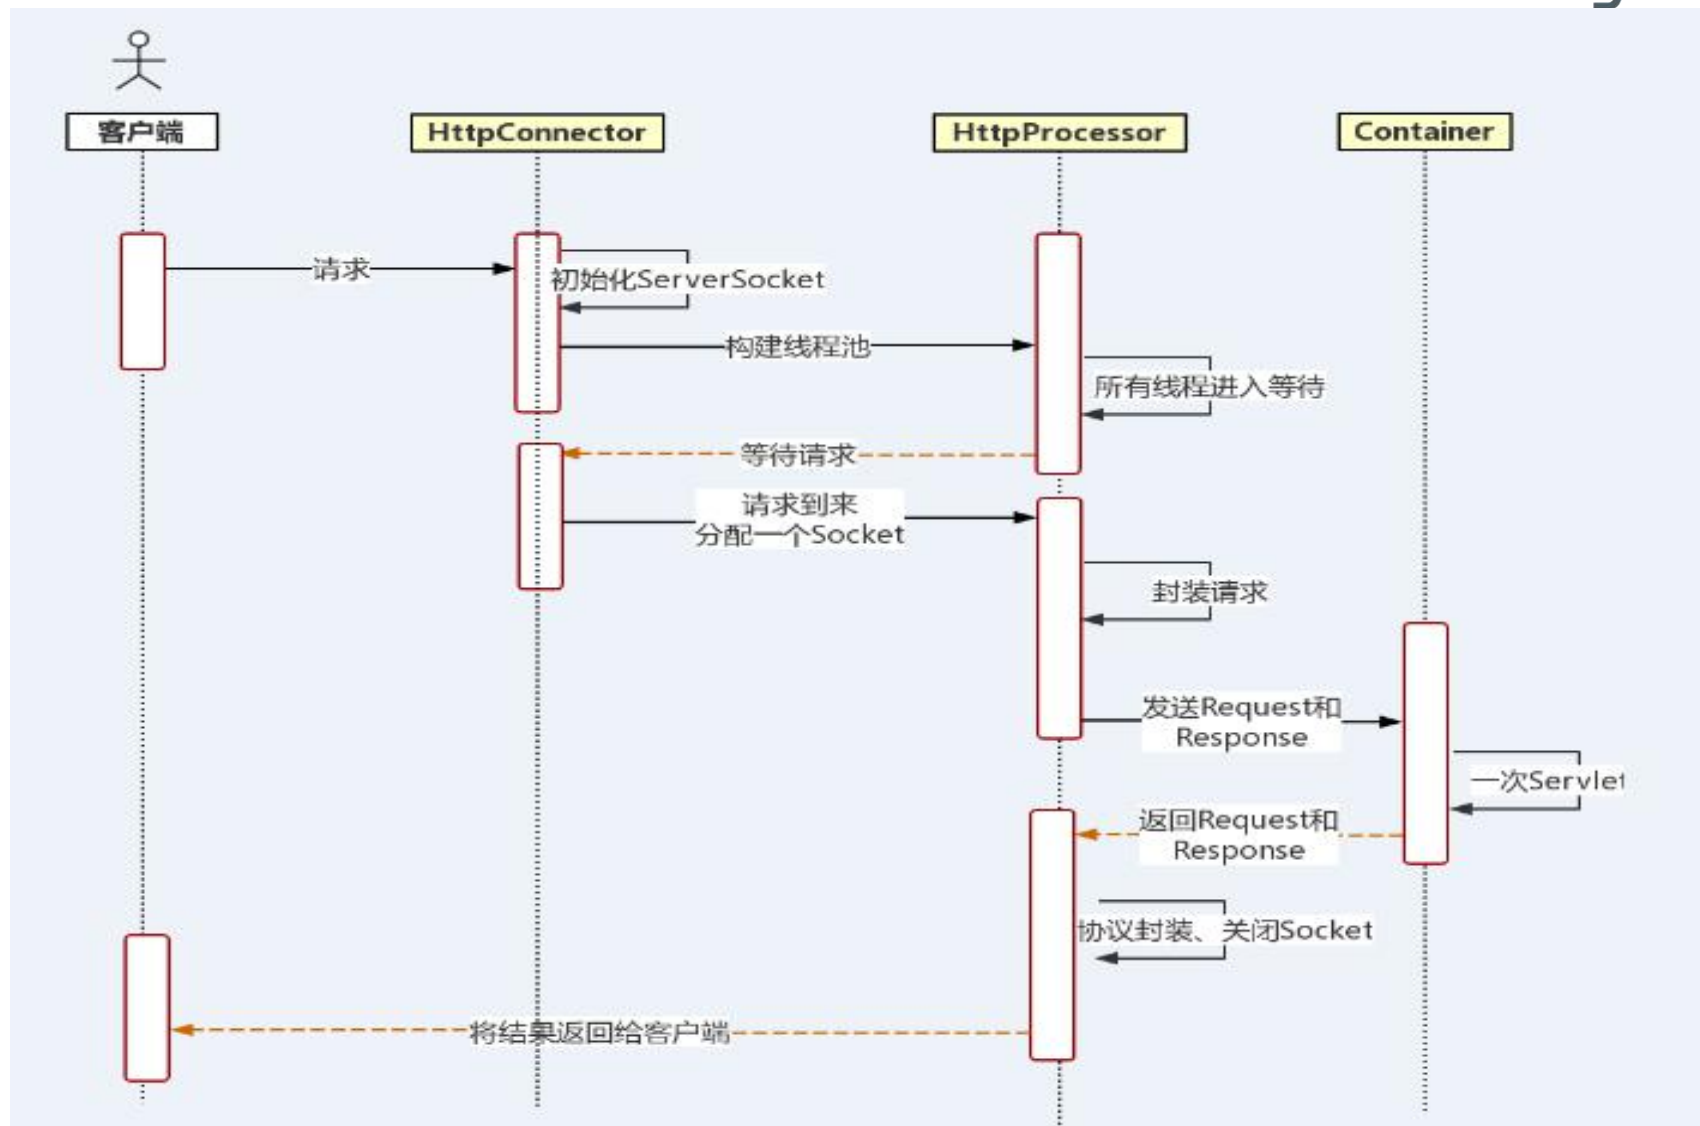 客户端
HttpConnector
HttpProcessor
Container
请求
初始化ServerSocket
构建线程池
所有线程进入等待
等待请求
请求到来
分配一个Socket
封装请求
发送Request和
Response
一次Servlet
返回Request和
Response
协议封装、关闭Socket
将结果返回给客户端